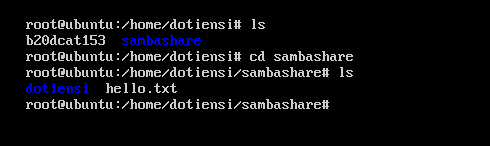 root@ubuntu:/home/dotiensi# ls
b20dcat153  sambashare
root@ubuntu:/home/dotiensi# cd sambashare
root@ubuntu:/home/dotiensi/sambashare# ls
dotiensi  hello.txt
root@ubuntu:/home/dotiensi/sambashare#